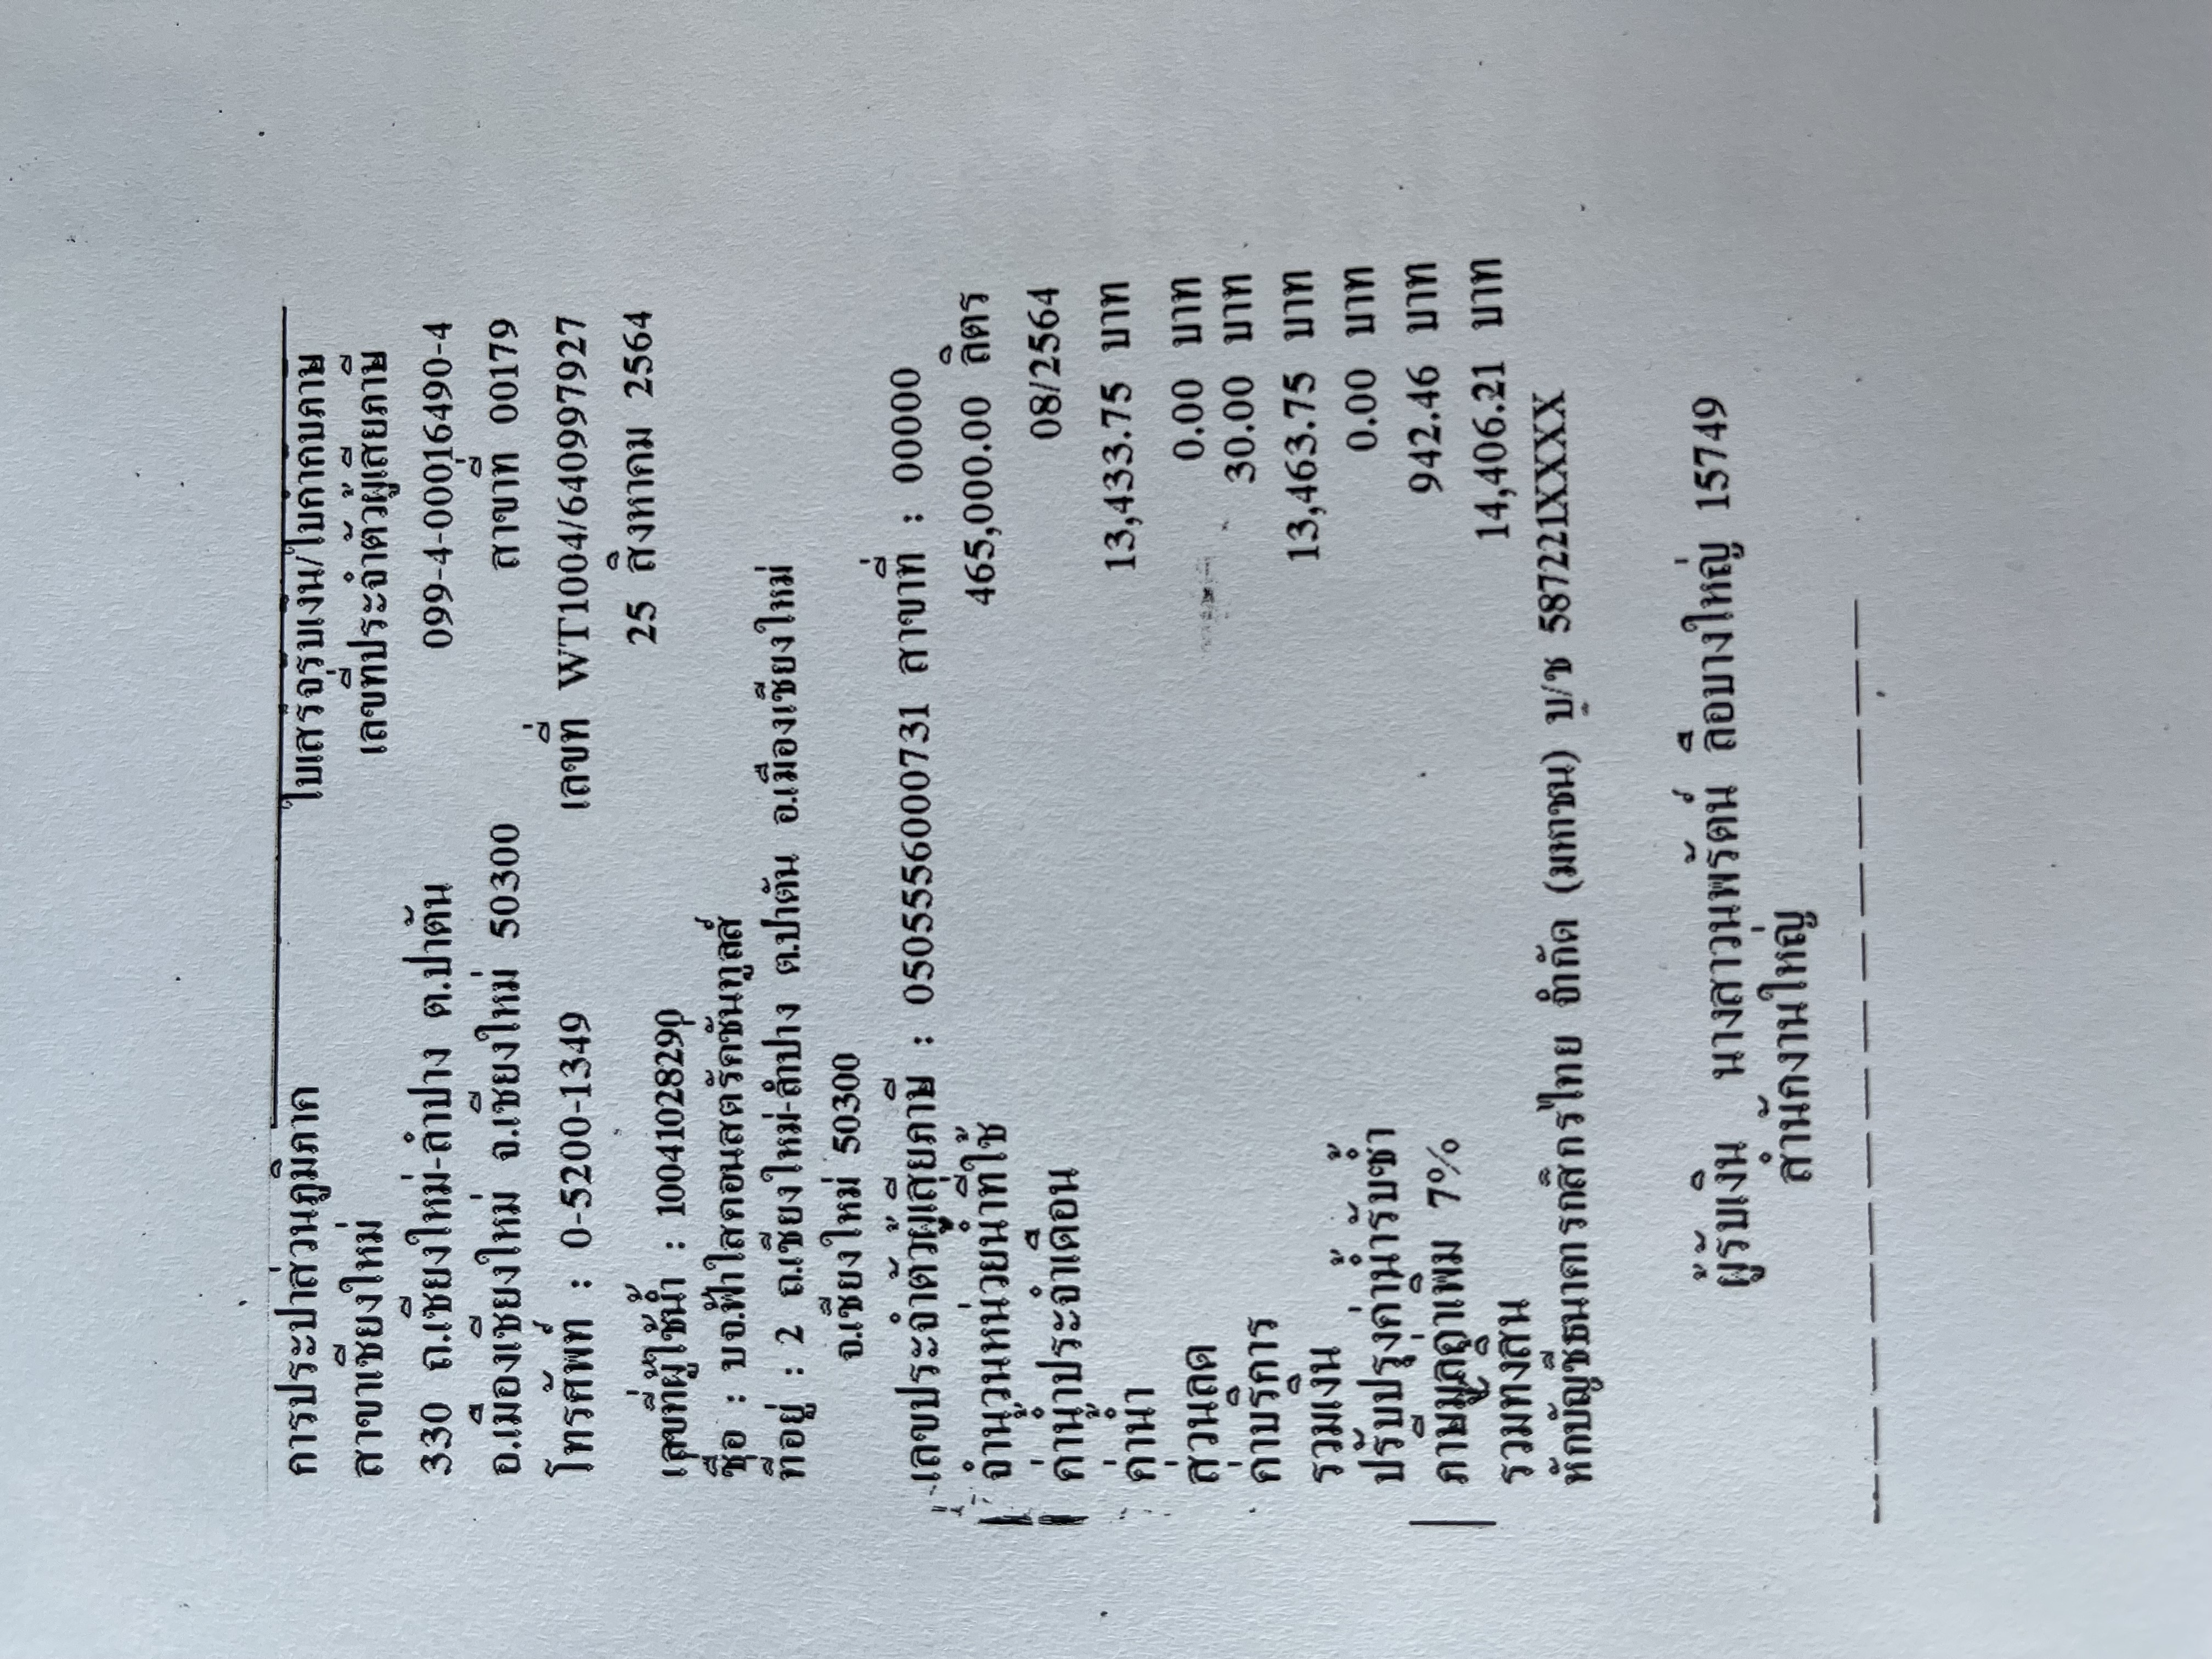 การประปาส่วนภูมิภาค ใบเสร็จรับเงิน/ใบกำกับภาษี
สาขาเชียงใหม่ เลขที่ประจำตัวผู้เสียภาษี
330 ถ.เชียงใหม่-ลำปาง ต.ป่าตัน 099-4-00016490-4
อ.เมืองเชียงใหม่ จ.เชียงใหม่ 50300 สาขาที่ 00179
โทรศัพท์ : 0-5200-1349 เลขที่ WT1004/640997927
25 สิงหาคม 2564
เลขที่ผู้ใช้น้ำ : 10041028290
ชื่อ : บจ.ฟ้าใสคอนสตรัคชันทูลส์
ที่อยู่ : 2 ถ.เชียงใหม่-ลำปาง ต.ป่าตัน อ.เมืองเชียงใหม่
จ.เชียงใหม่ 50300
เลขประจำตัวผู้เสียภาษี : 0505556000731 สาขาที่ : 00000
จำนวนหน่วยน้ำที่ใช้ 465,000.00 ลิตร
ค่าน้ำประจำเดือน 08/2564
ค่าน้ำ 13,433.75 บาท
ส่วนลด 0.00 บาท
ค่าบริการ 30.00 บาท
รวมเงิน 13,463.75 บาท
ปรับปรุงค่าน้ำรับซ้ำ 0.00 บาท
ภาษีมูลค่าเพิ่ม 7% 942.46 บาท
รวมทั้งสิ้น 14,406.21 บาท
หักบัญชีธนาคารกสิกรไทย จำกัด (มหาชน) บ/ช 587221XXXX
ผู้รับเงิน นางสาวนพรัตน์ ลือบางใหญ่ 15749
สำนักงานใหญ่